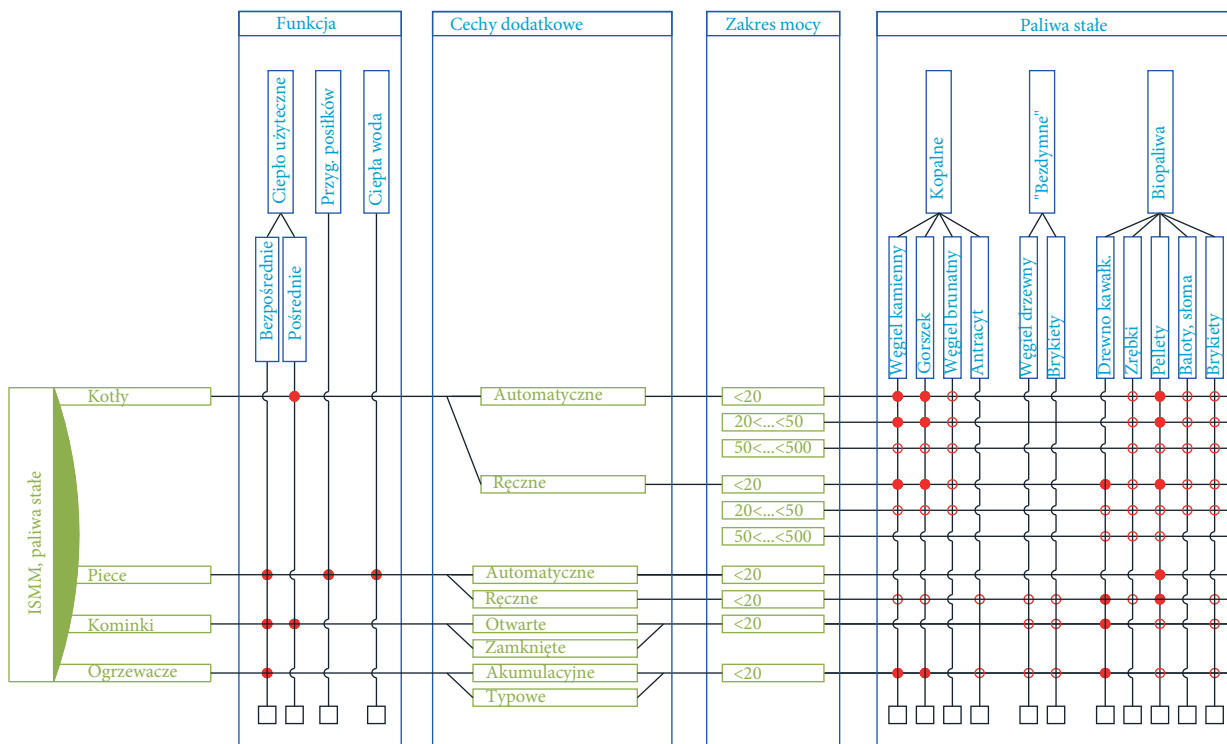 Funkcja
Cechy dodatkowe
Zakres mocy
Paliwa stałe
Ciepło użyteczne
Przyg. posiłków
Ciepła woda
Kopalne
"Bezdymne"
Biopaliwa
Bezpośrednie
Pośrednie
Węgiel kamienny
Gorszek
Węgiel brunatny
Antracyt
Węgiel drzewny
Brykiety
Drewno kawałk.
Zrębki
Pellety
Baloty, słoma
Brykiety
ISMM, paliwa stałe
Kotły
Automatyczne
<20
20<...<50
50<...<500
Ręczne
<20
20<...<50
50<...<500
Piece
Automatyczne
<20
Ręczne
<20
Kominki
Otwarte
<20
Zamknięte
Ogrzewacze
Akumulacyjne
<20
Typowe